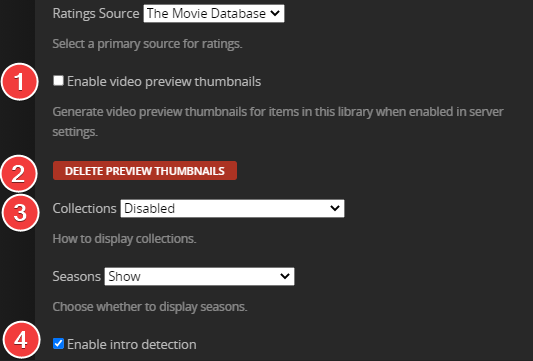 Ratings Source The Movie Database
Select a primary source for ratings.
1 Enable video preview thumbnails
Generate video preview thumbnails for items in this library when enabled in server
settings.
2 DELETE PREVIEW THUMBNAILS
3 Collections Disabled
How to display collections.
Seasons Show
Choose whether to display seasons.
4 Enable intro detection